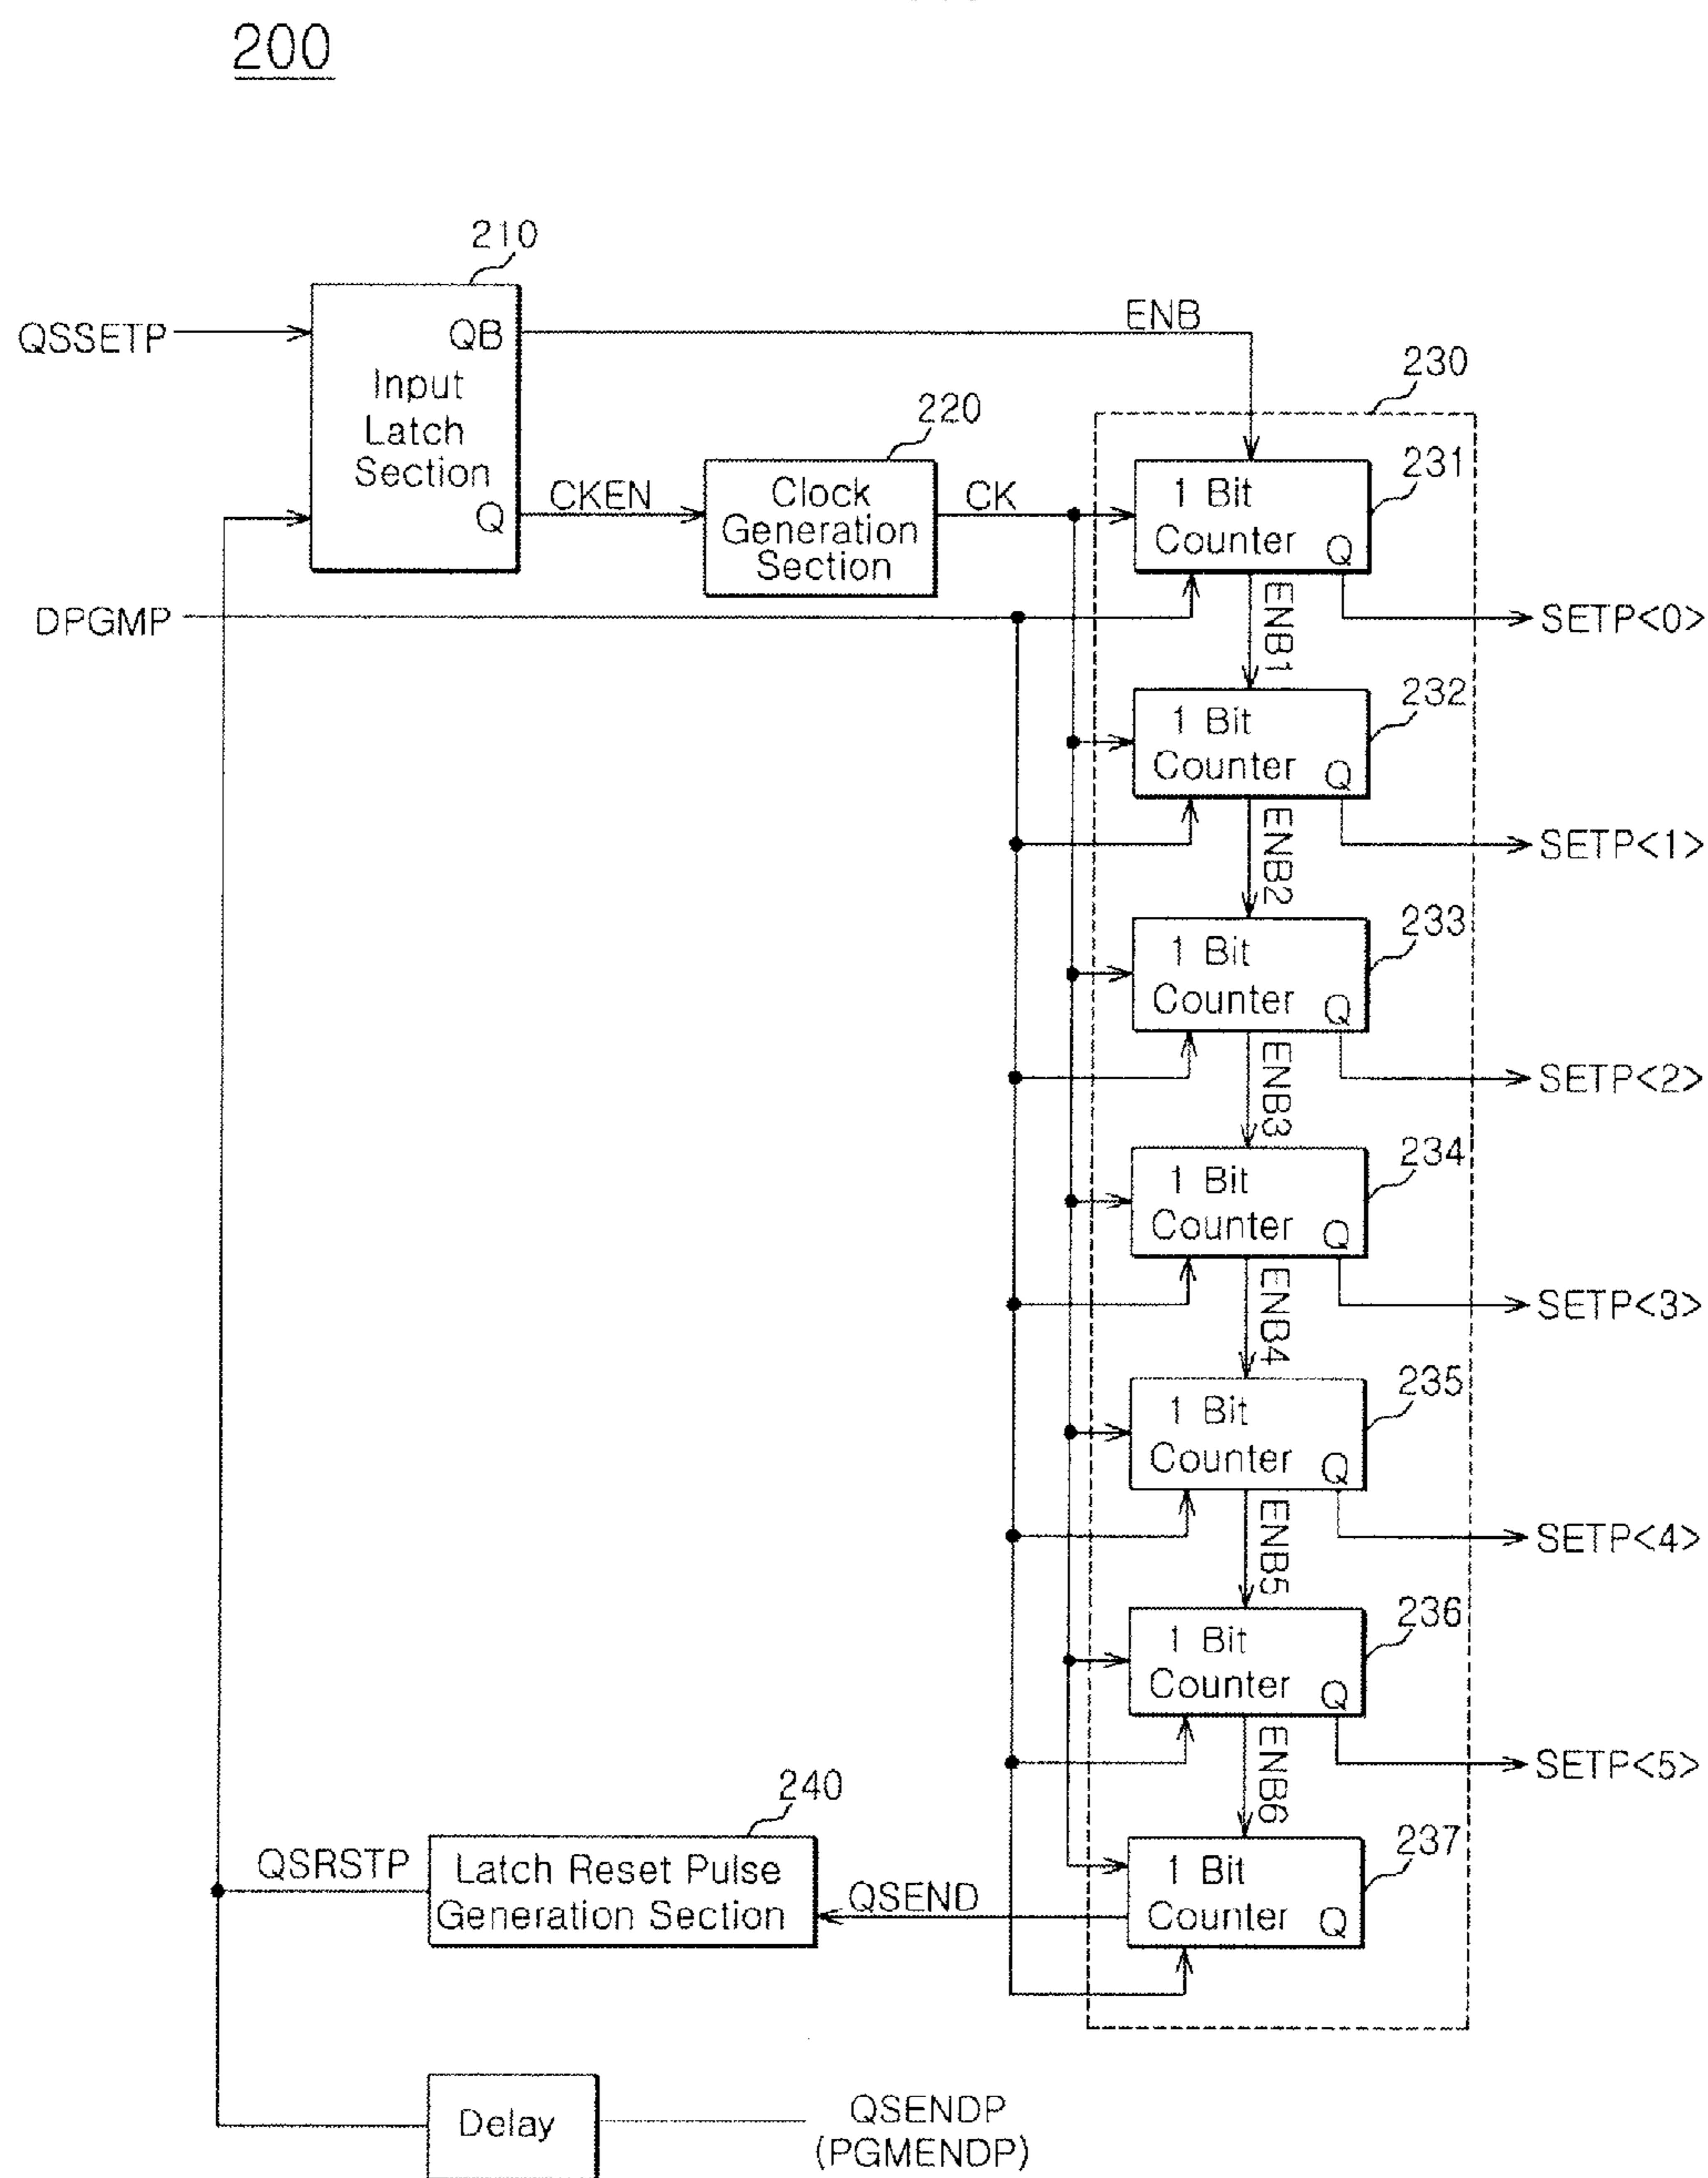 200
210
QSSETP
QB
ENB
Input
Latch
Section
Q
CKEN
220
Clock
Generation
Section
CK
230
231
1 Bit
Counter Q
DPGMP
ENB1
SETP<0>
232
1 Bit
Counter Q
ENB2
SETP<1>
233
1 Bit
Counter Q
ENB3
SETP<2>
234
1 Bit
Counter Q
ENB4
SETP<3>
235
1 Bit
Counter Q
ENB5
SETP<4>
236
1 Bit
Counter Q
ENB6
SETP<5>
240
QSRSTP
Latch Reset Pulse
Generation Section
QSEND
237
1 Bit
Counter Q
Delay
QSENDP
(PGMENDP)